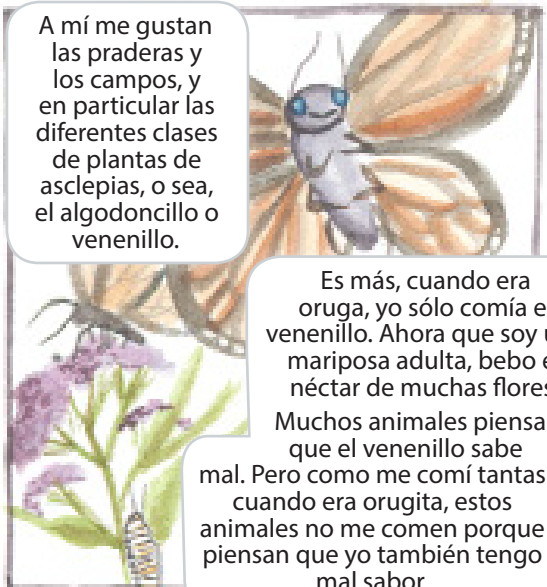 A mí me gustan
las praderas y
los campos, y
en particular las
diferentes clases
de plantas de
asclepias, o sea,
el algodoncillo o
venenillo.
Es más, cuando era
oruga, yo sólo comía e
venenillo. Ahora que soy u
mariposa adulta, bebo e
néctar de muchas flores
Muchos animales piensa
que el venenillo sabe
mal. Pero como me comí tantas
cuando era orugita, estos
animales no me comen porque
piensan que yo también tengo
mal sabor